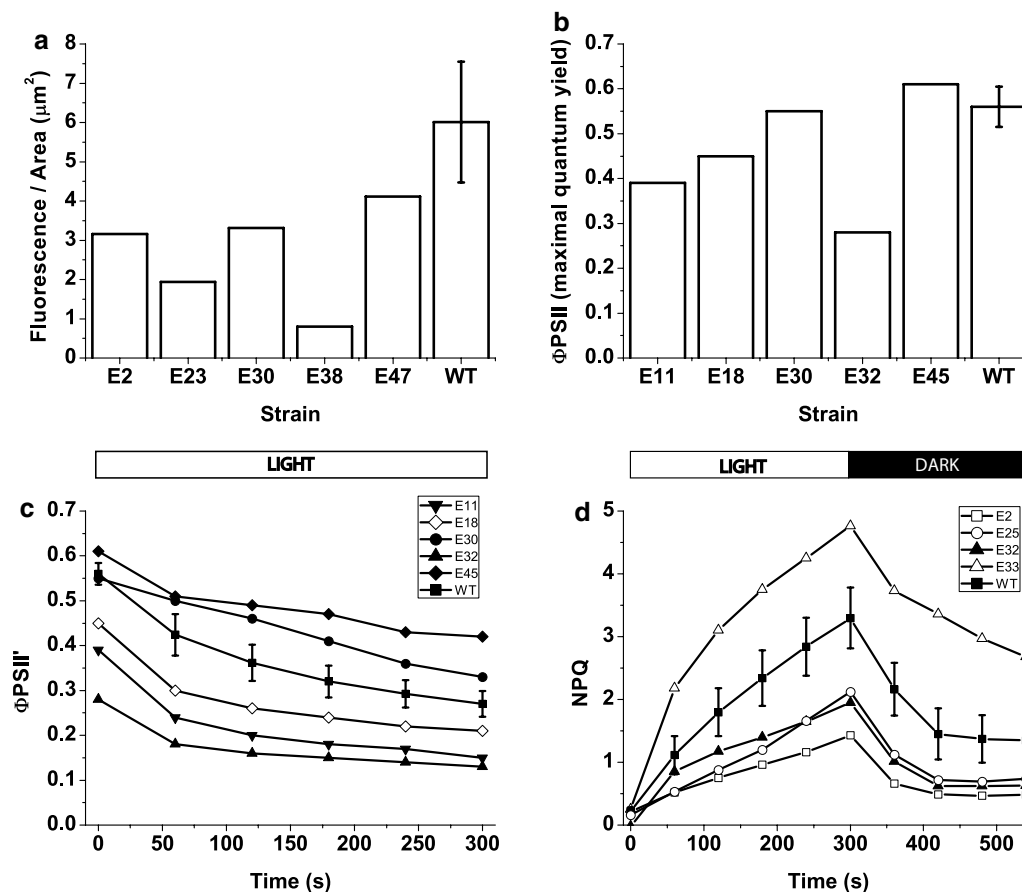 a
Fluorescence / Area (μm²)
8
7
6
5
4
3
2
1
0
E2 E23 E30 E38 E47 WT
Strain
b
ΦPSII (maximal quantum yield)
0.7
0.6
0.5
0.4
0.3
0.2
0.1
0.0
E11 E18 E30 E32 E45 WT
Strain
LIGHT
c
ΦPSII'
0.7
0.6
0.5
0.4
0.3
0.2
0.1
0.0
E11
E18
E30
E32
E45
WT
0 50 100 150 200 250 300
Time (s)
LIGHT DARK
d
NPQ
5
4
3
2
1
0
E2
E25
E32
E33
WT
0 100 200 300 400 500
Time (s)